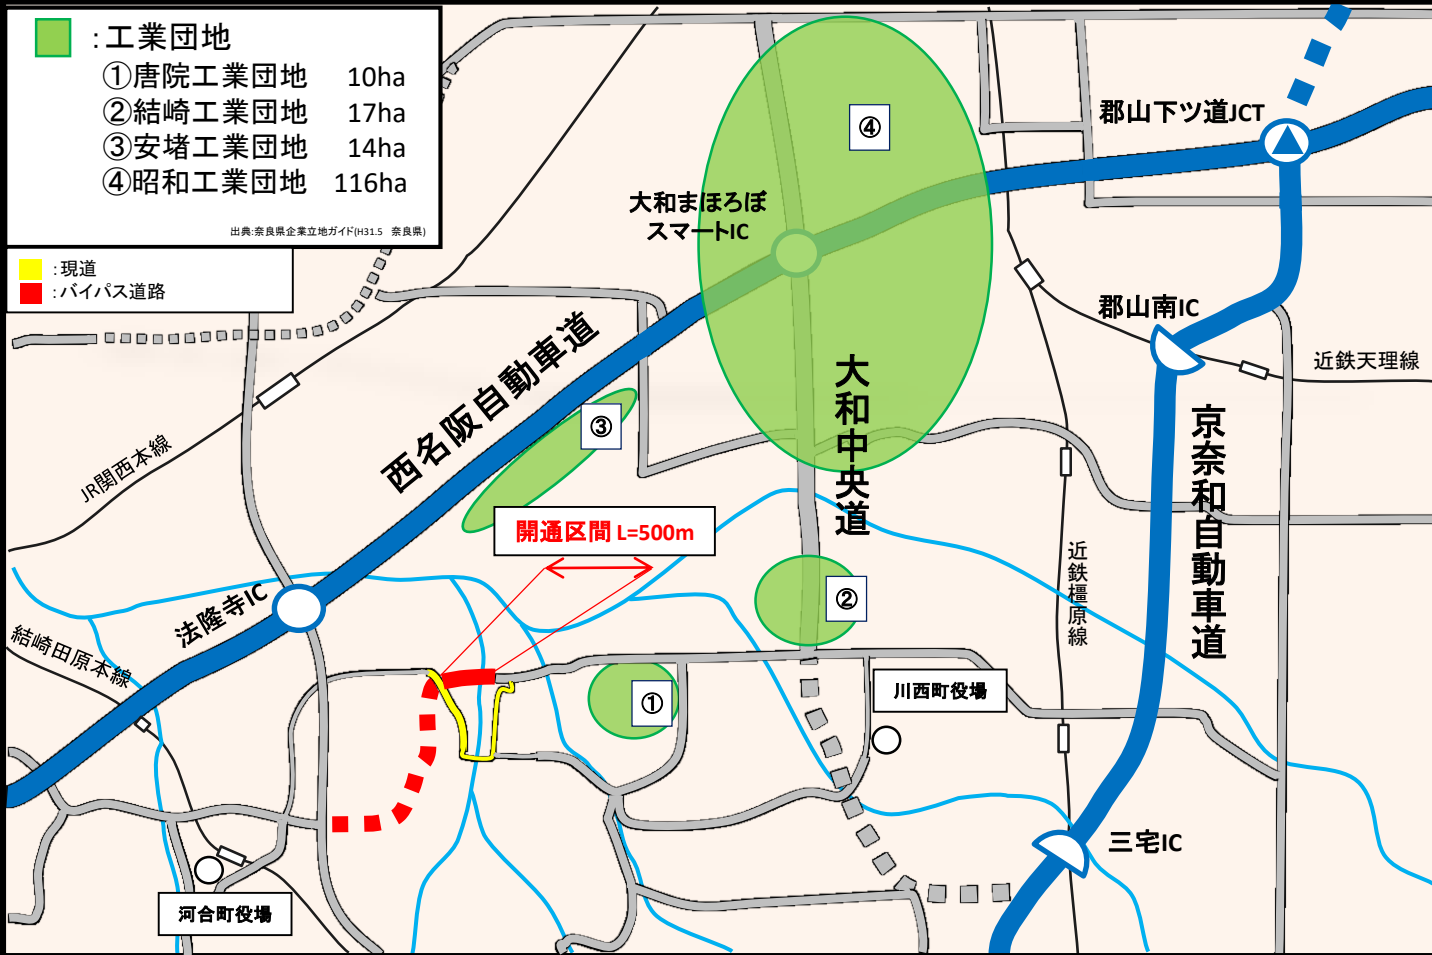 ：工業団地
①唐院工業団地　10ha
②結崎工業団地　17ha
③安堵工業団地　14ha
④昭和工業団地　116ha
出典:奈良県企業立地ガイド(H31.5　奈良県)
：現道
：バイパス道路
④
郡山下ツ道JCT
大和まほろば
スマートIC
郡山南IC
近鉄天理線
西名阪自動車道
大和中央道
京奈和自動車道
③
JR関西本線
開通区間 L=500m
近鉄橿原線
②
法隆寺IC
結崎田原本線
①
川西町役場
三宅IC
河合町役場